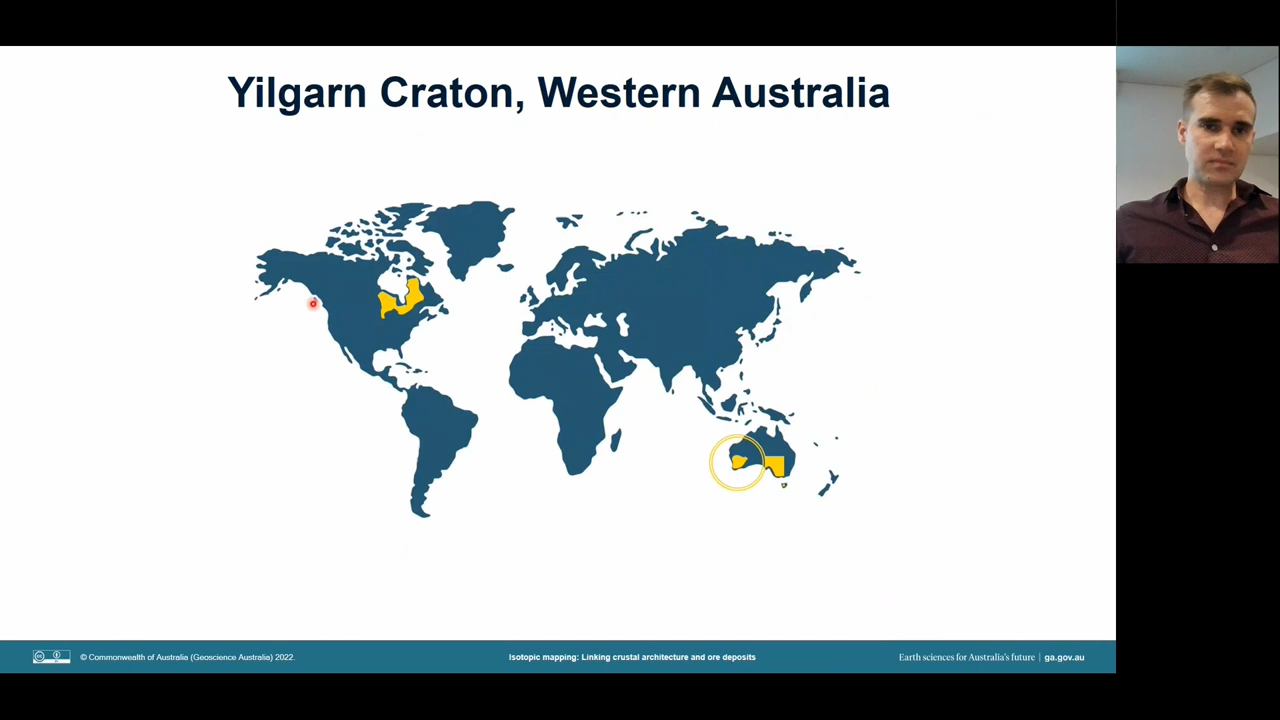 Yilgarn Craton, Western Australia
© Commonwealth of Australia (Geoscience Australia) 2022.
Isotopic mapping: Linking crustal architecture and ore deposits
Earth sciences for Australia's future | ga.gov.au